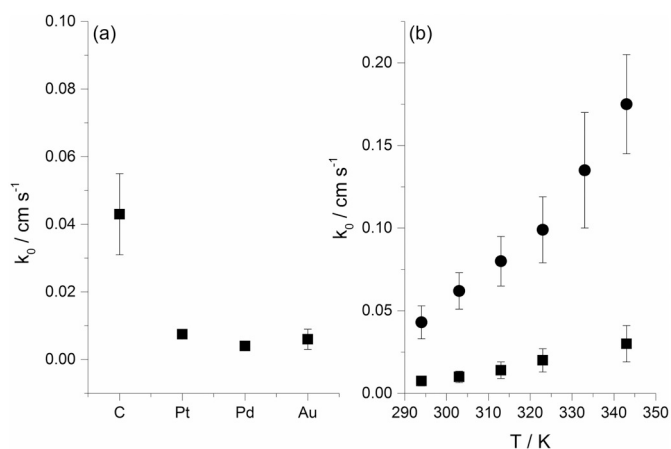 (a)
k₀ / cm s⁻¹
0.10
0.08
0.06
0.04
0.02
0.00
C Pt Pd Au
(b)
k₀ / cm s⁻¹
0.20
0.15
0.10
0.05
0.00
290 300 310 320 330 340 350
T / K